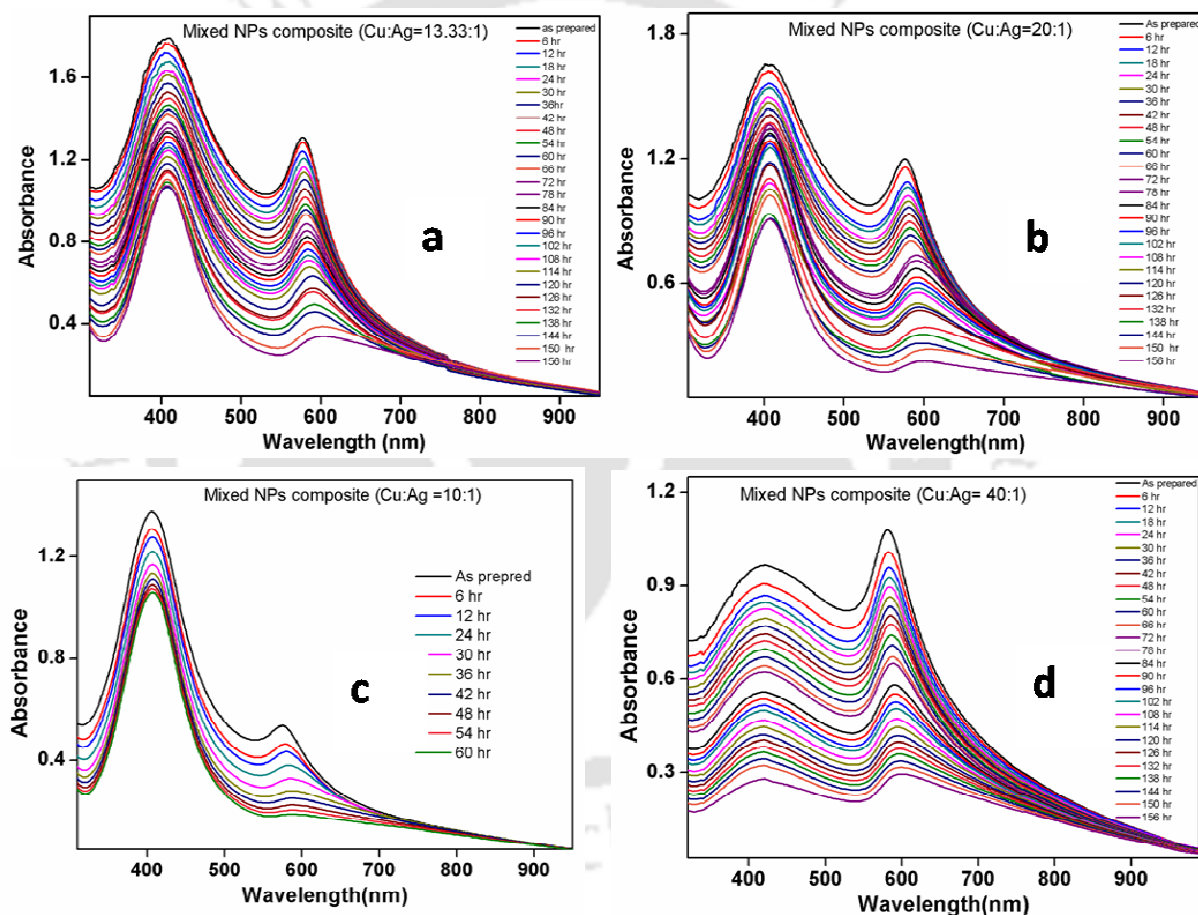 Mixed NPs composite (Cu:Ag=13.33:1)
as prepared
6 hr
12 hr
18 hr
24 hr
30 hr
36hr
42 hr
48 hr
54 hr
60 hr
66 hr
72 hr
78 hr
84 hr
90 hr
96 hr
102 hr
108 hr
114 hr
120 hr
126 hr
132 hr
138 hr
144 hr
150 hr
156 hr
a
1.6
1.2
0.8
0.4
Absorbance
400 500 600 700 800 900
Wavelength (nm)
Mixed NPs composite (Cu:Ag=20:1)
As prepared
6 hr
12 hr
18 hr
24 hr
30 hr
36 hr
42 hr
48 hr
54 hr
60 hr
66 hr
72 hr
78 hr
84 hr
90 hr
96 hr
102 hr
108 hr
114 hr
120 hr
126 hr
132 hr
138 hr
144 hr
150 hr
156 hr
b
1.8
1.2
0.6
Absorbance
400 500 600 700 800 900
Wavelength(nm)
Mixed NPs composite (Cu:Ag =10:1)
As prepred
6 hr
12 hr
24 hr
30 hr
36 hr
42 hr
48 hr
54 hr
60 hr
c
1.2
0.8
0.4
Absorbance
400 500 600 700 800 900
Wavelength(nm)
Mixed NPs composite (Cu:Ag= 40:1)
As prepared
6 hr
12 hr
18 hr
24 hr
30 hr
36 hr
42 hr
48 hr
54 hr
60 hr
66 hr
72 hr
78 hr
84 hr
90 hr
96 hr
102 hr
108 hr
114 hr
120 hr
126 hr
132 hr
138 hr
144 hr
150 hr
156 hr
d
1.2
0.9
0.6
0.3
Absorbance
400 500 600 700 800 900
Wavelength(nm)